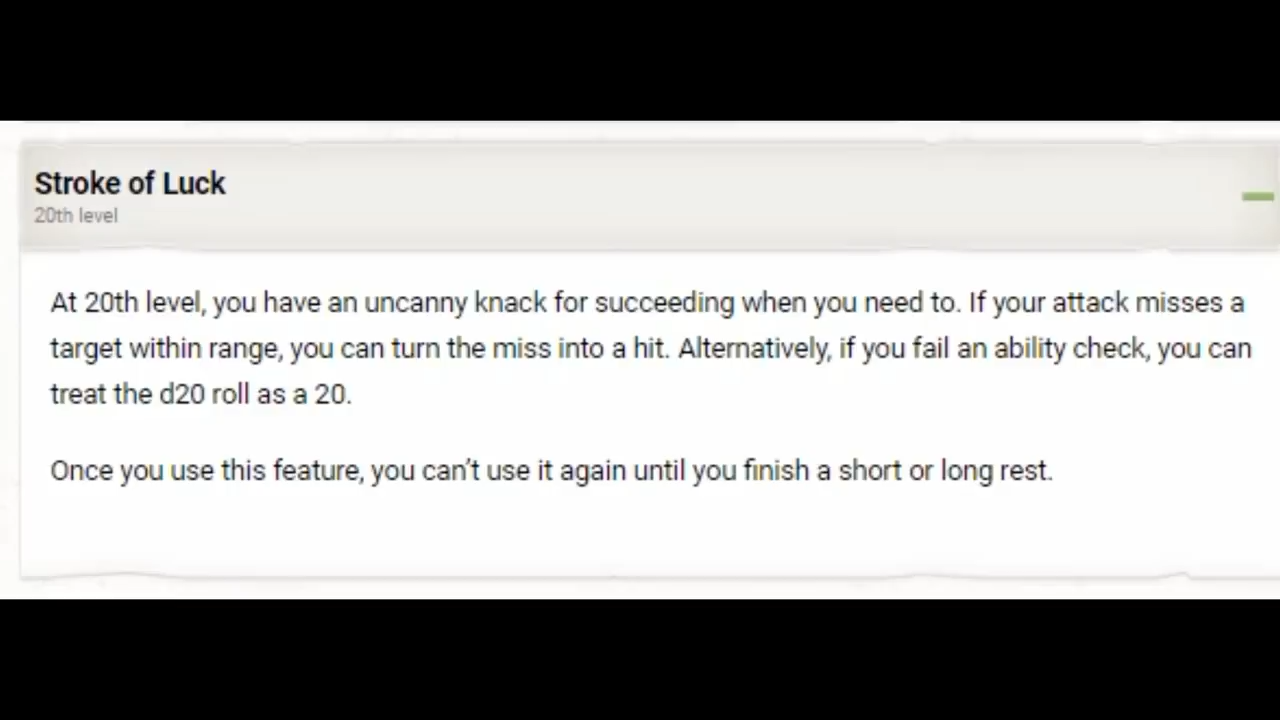 Stroke of Luck
20th level
At 20th level, you have an uncanny knack for succeeding when you need to. If your attack misses a
target within range, you can turn the miss into a hit. Alternatively, if you fail an ability check, you can
treat the d20 roll as a 20.
Once you use this feature, you can’t use it again until you finish a short or long rest.